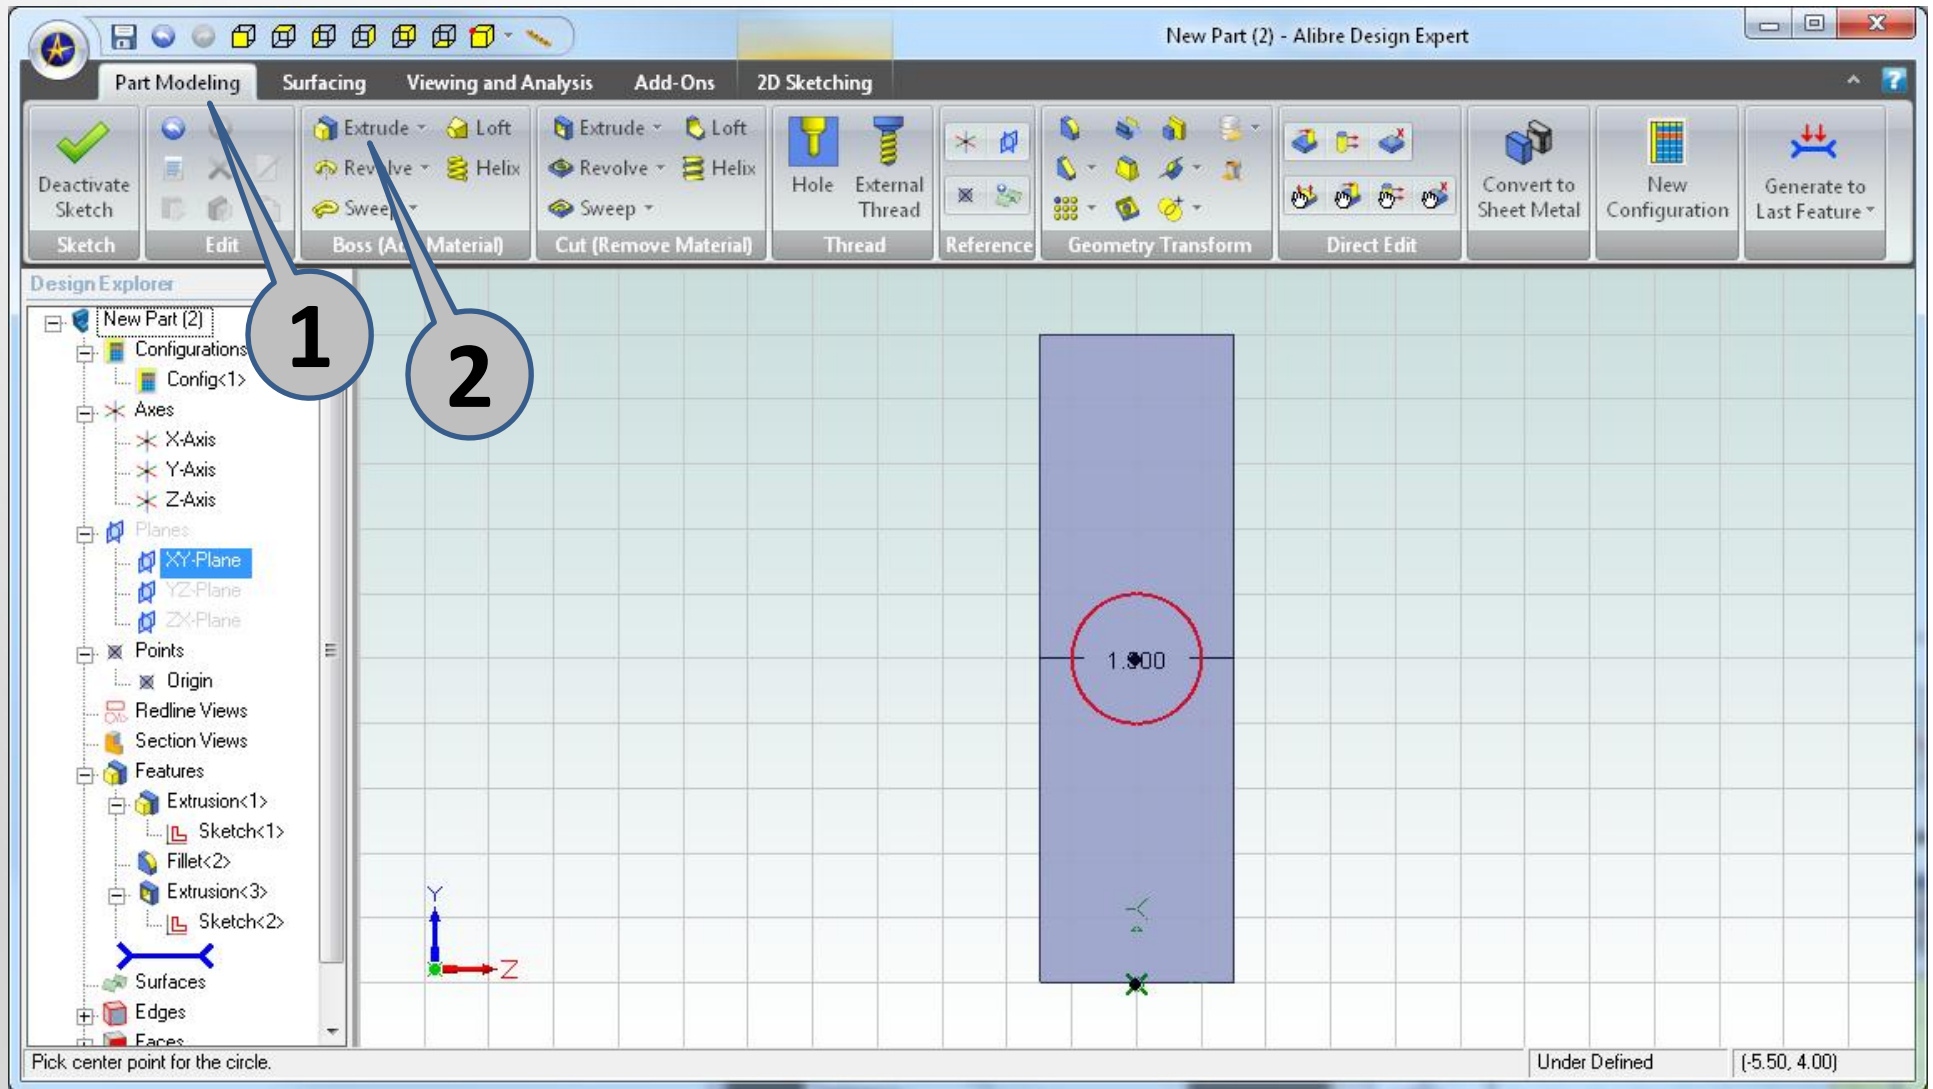 New Part (2) - Alibre Design Expert
Part Modeling Surfacing Viewing and Analysis Add-Ons 2D Sketching
Extrude Loft Extrude Loft
Revolve Helix Revolve Helix
Deactivate Sketch
Sweep Sweep
Hole External Thread
Convert to Sheet Metal
New Configuration
Generate to Last Feature
Sketch Edit Boss (Add Material) Cut (Remove Material) Thread Reference Geometry Transform Direct Edit
Design Explorer
1
2
New Part (2)
Configurations
Config<1>
Axes
X-Axis
Y-Axis
Z-Axis
Planes
XY-Plane
YZ-Plane
ZX-Plane
Points
Origin
Redline Views
Section Views
Features
Extrusion<1>
Sketch<1>
Fillet<2>
Extrusion<3>
Sketch<2>
Surfaces
Edges
Faces
Y
Z
Pick center point for the circle.
Under Defined
(-5.50, 4.00)